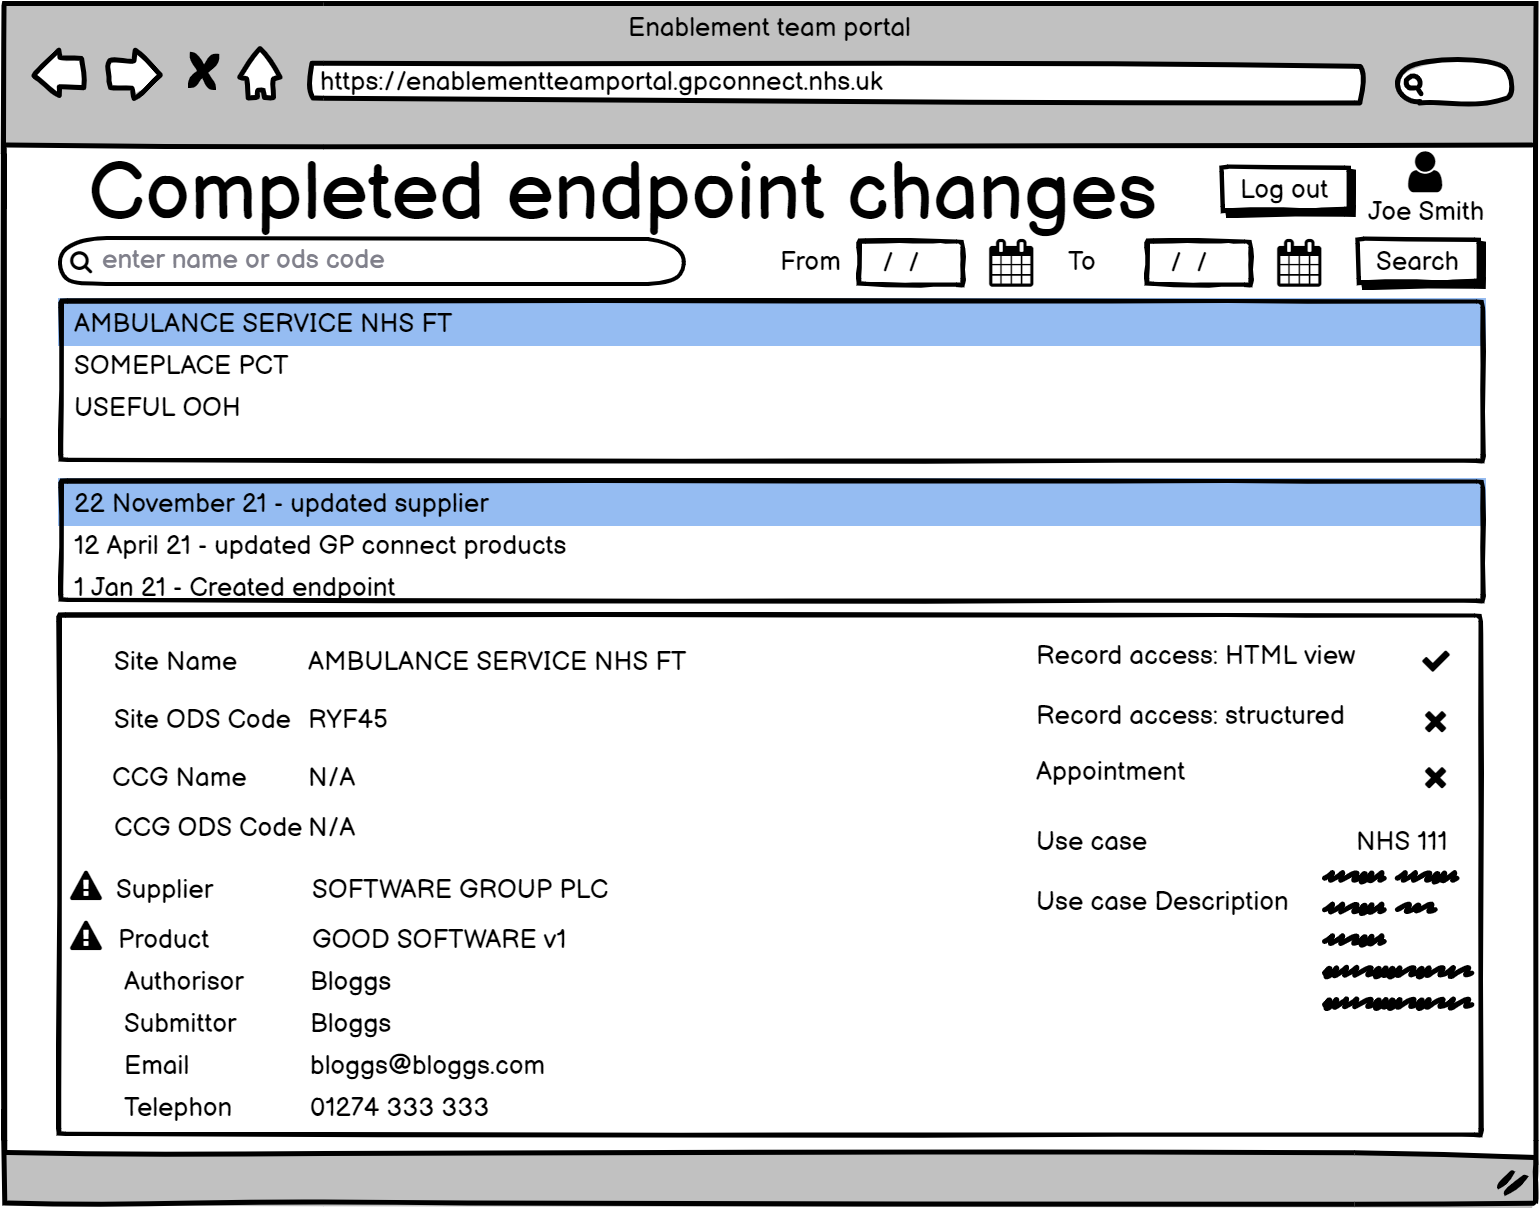 Enablement team portal
https://enablementteamportal.gpconnect.nhs.uk
Completed endpoint changes
Log out
Joe Smith
enter name or ods code
From / / To / / Search
AMBULANCE SERVICE NHS FT
SOMEPLACE PCT
USEFUL OOH
22 November 21 - updated supplier
12 April 21 - updated GP connect products
1 Jan 21 - Created endpoint
Site Name AMBULANCE SERVICE NHS FT
Site ODS Code RYF45
CCG Name N/A
CCG ODS Code N/A
Supplier SOFTWARE GROUP PLC
Product GOOD SOFTWARE v1
Authorisor Bloggs
Submittor Bloggs
Email bloggs@bloggs.com
Telephon 01274 333 333
Record access: HTML view
Record access: structured
Appointment
Use case NHS 111
Use case Description